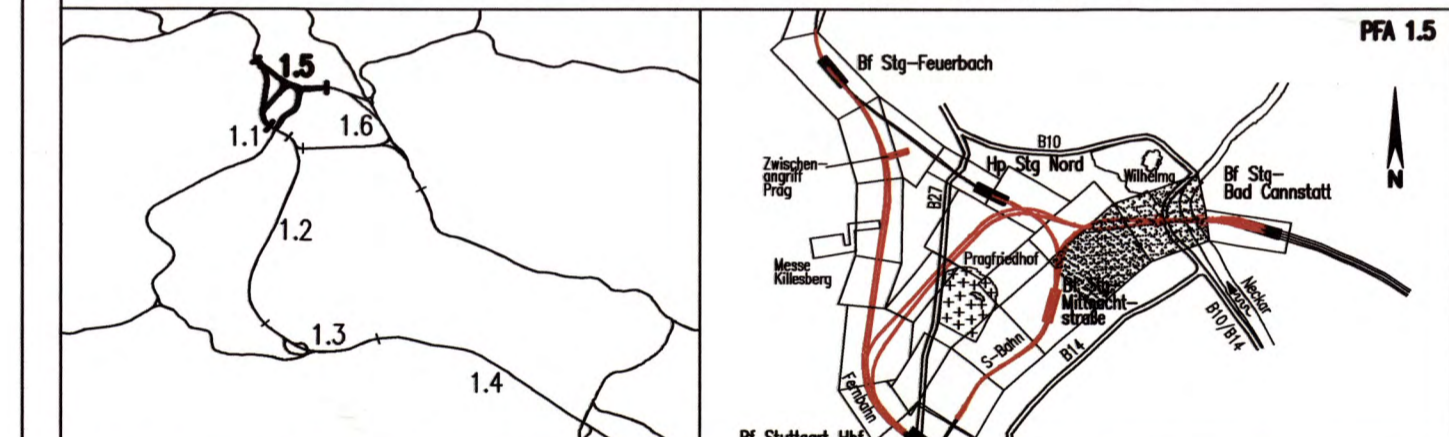 1.5
1.1
1.6
1.2
1.3
1.4
PFA 1.5
Bf Stg-Feuerbach
B10
Zwischen-
angriff
Prag
Hp Stg Nord
Wilhelma
Bf Stg-
Bad Cannstatt
N
B27
Messe
Killesberg
Pragfriedhof
Bf Stg-
Mittnacht-
straße
Neckar
B10/B14
S-Bahn
B14
Fernbahn
Bf Stuttgart Hbf